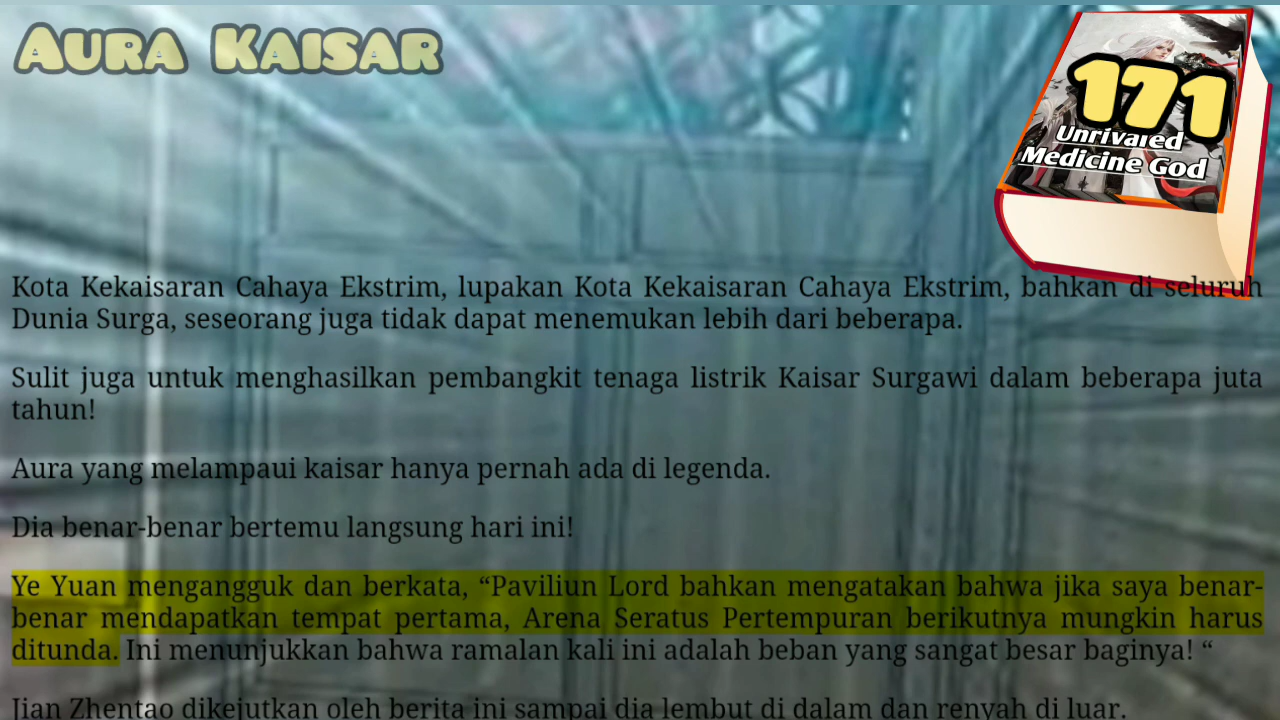 Aura Kaisar
171
Unrivaled
Medicine God
Kota Kekaisaran Cahaya Ekstrim, lupakan Kota Kekaisaran Cahaya Ekstrim, bahkan di seluruh
Dunia Surga, seseorang juga tidak dapat menemukan lebih dari beberapa.
Sulit juga untuk menghasilkan pembangkit tenaga listrik Kaisar Surgawi dalam beberapa juta
tahun!
Aura yang melampaui kaisar hanya pernah ada di legenda.
Dia benar-benar bertemu langsung hari ini!
Ye Yuan mengangguk dan berkata, “Paviliun Lord bahkan mengatakan bahwa jika saya benar-
benar mendapatkan tempat pertama, Arena Seratus Pertempuran berikutnya mungkin harus
ditunda. Ini menunjukkan bahwa ramalan kali ini adalah beban yang sangat besar baginya! “
Jian Zhentao dikejutkan oleh berita ini sampai dia lembut di dalam dan renyah di luar.